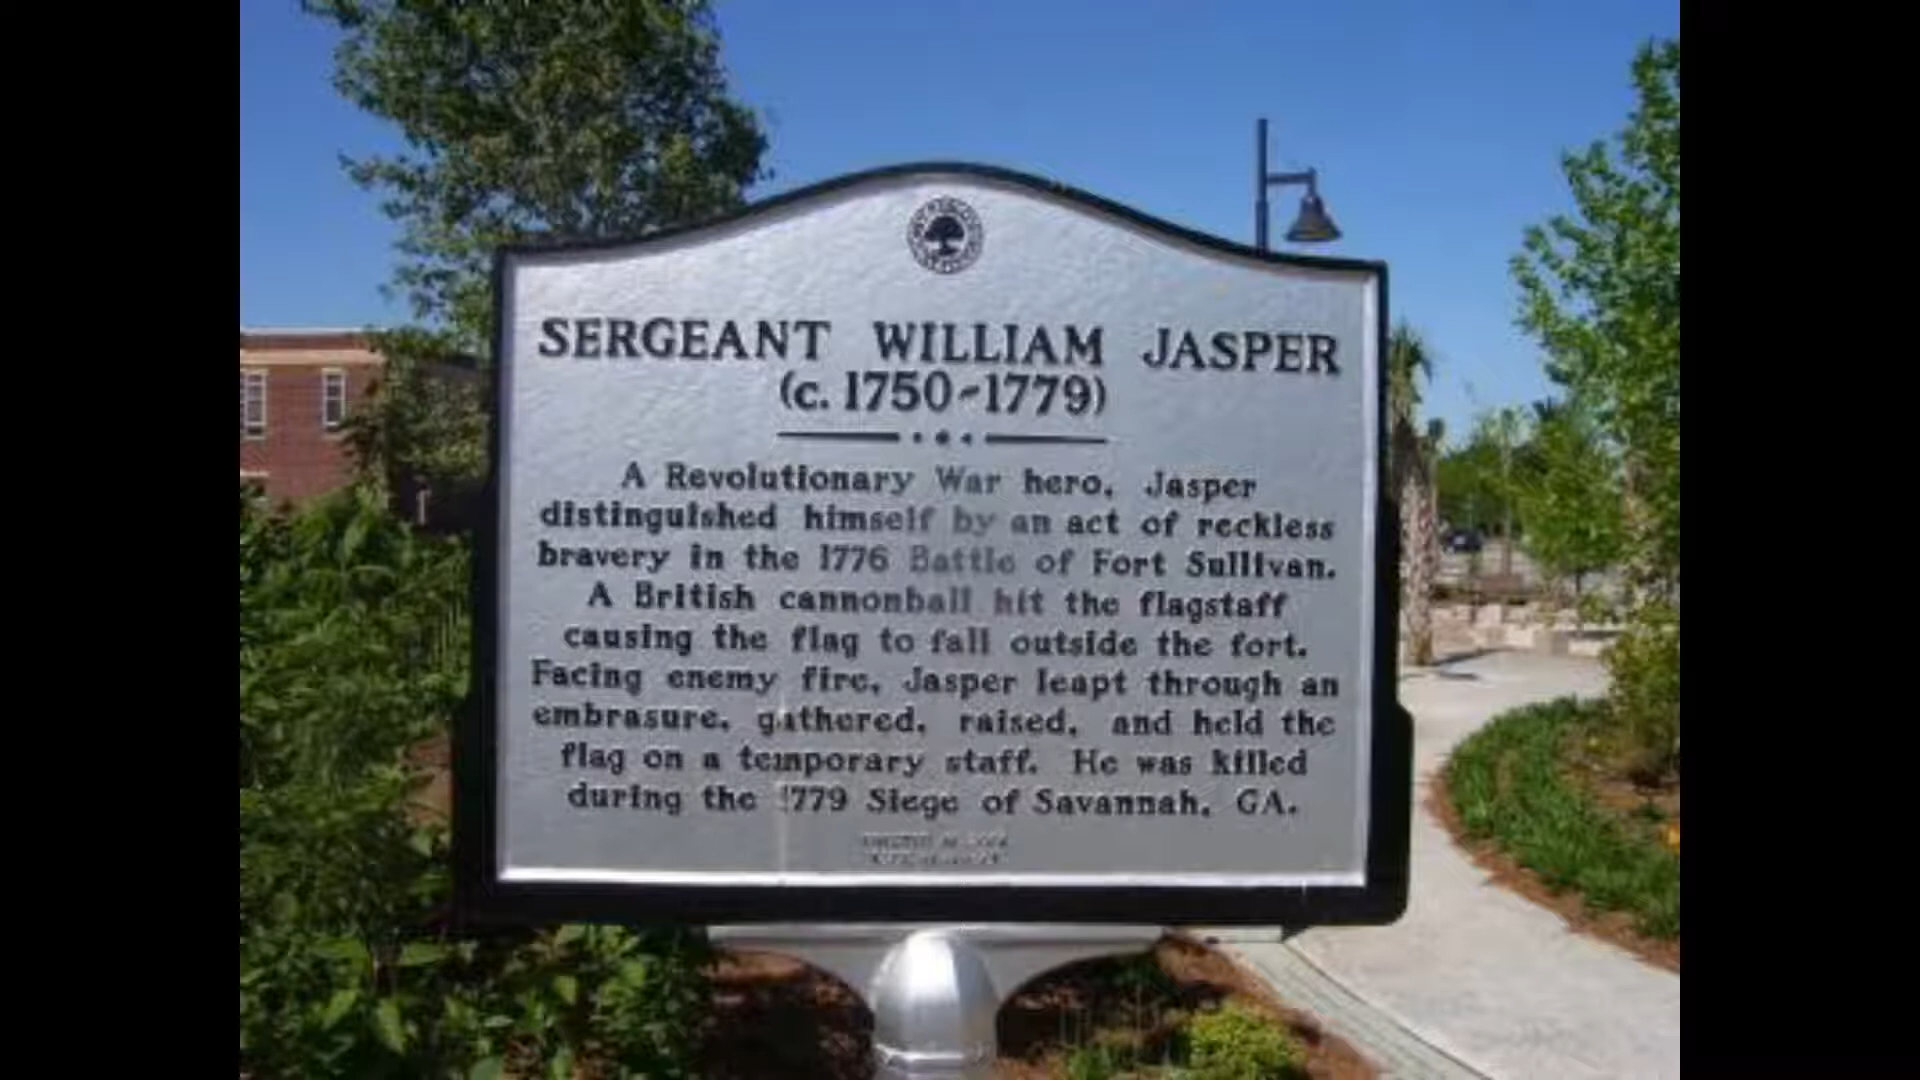 SERGEANT WILLIAM JASPER
(c. 1750-1779)
A Revolutionary War hero, Jasper
distinguished himself by an act of reckless
bravery in the 1776 Battle of Fort Sullivan.
A British cannonball hit the flagstaff
causing the flag to fall outside the fort.
Facing enemy fire, Jasper leapt through an
embrasure, gathered, raised, and held the
flag on a temporary staff. He was killed
during the 1779 Siege of Savannah, GA.